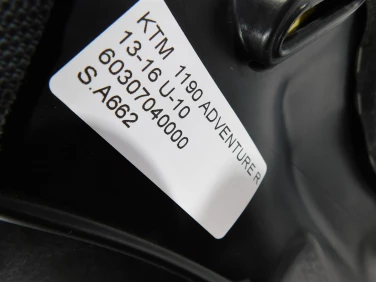 KTM 1190 ADVENTURE R
13-16 U-10
60307040000
S.A662